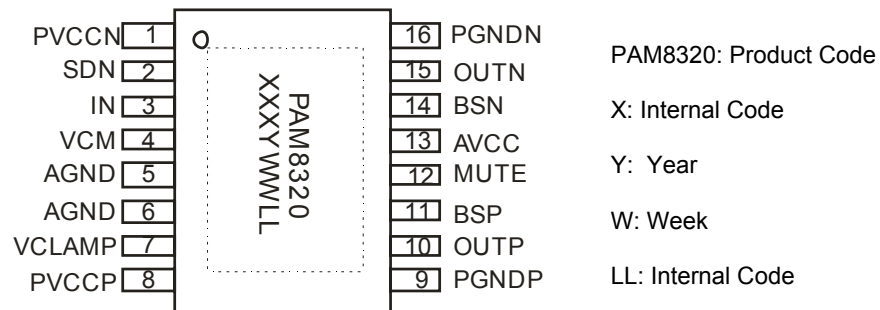 PVCCN 1
SDN 2
IN 3
VCM 4
AGND 5
AGND 6
VCLAMP 7
PVCCP 8
PAM8320
XXXYWWLL
16 PGNDN
15 OUTN
14 BSN
13 AVCC
12 MUTE
11 BSP
10 OUTP
9 PGNDP
PAM8320: Product Code
X: Internal Code
Y: Year
W: Week
LL: Internal Code